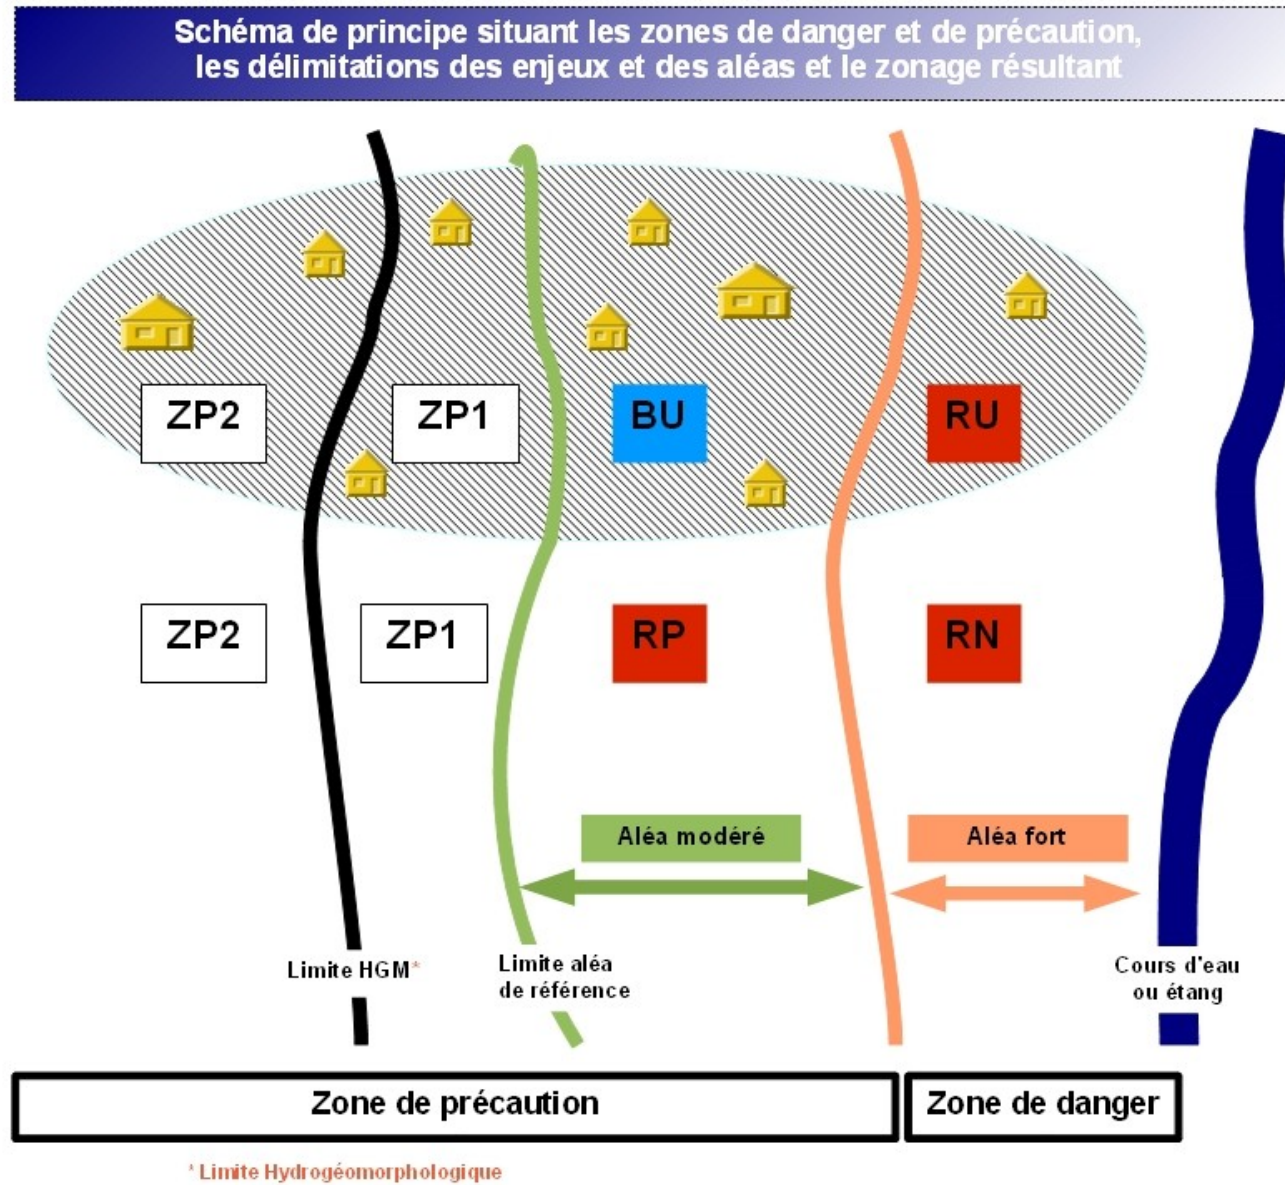 Schéma de principe situant les zones de danger et de précaution,
les délimitations des enjeux et des aléas et le zonage résultant
ZP2
ZP1
BU
RU
ZP2
ZP1
RP
RN
Aléa modéré
Aléa fort
Limite HGM*
Limite aléa
de référence
Cours d'eau
ou étang
Zone de précaution
Zone de danger
* Limite Hydrogéomorphologique